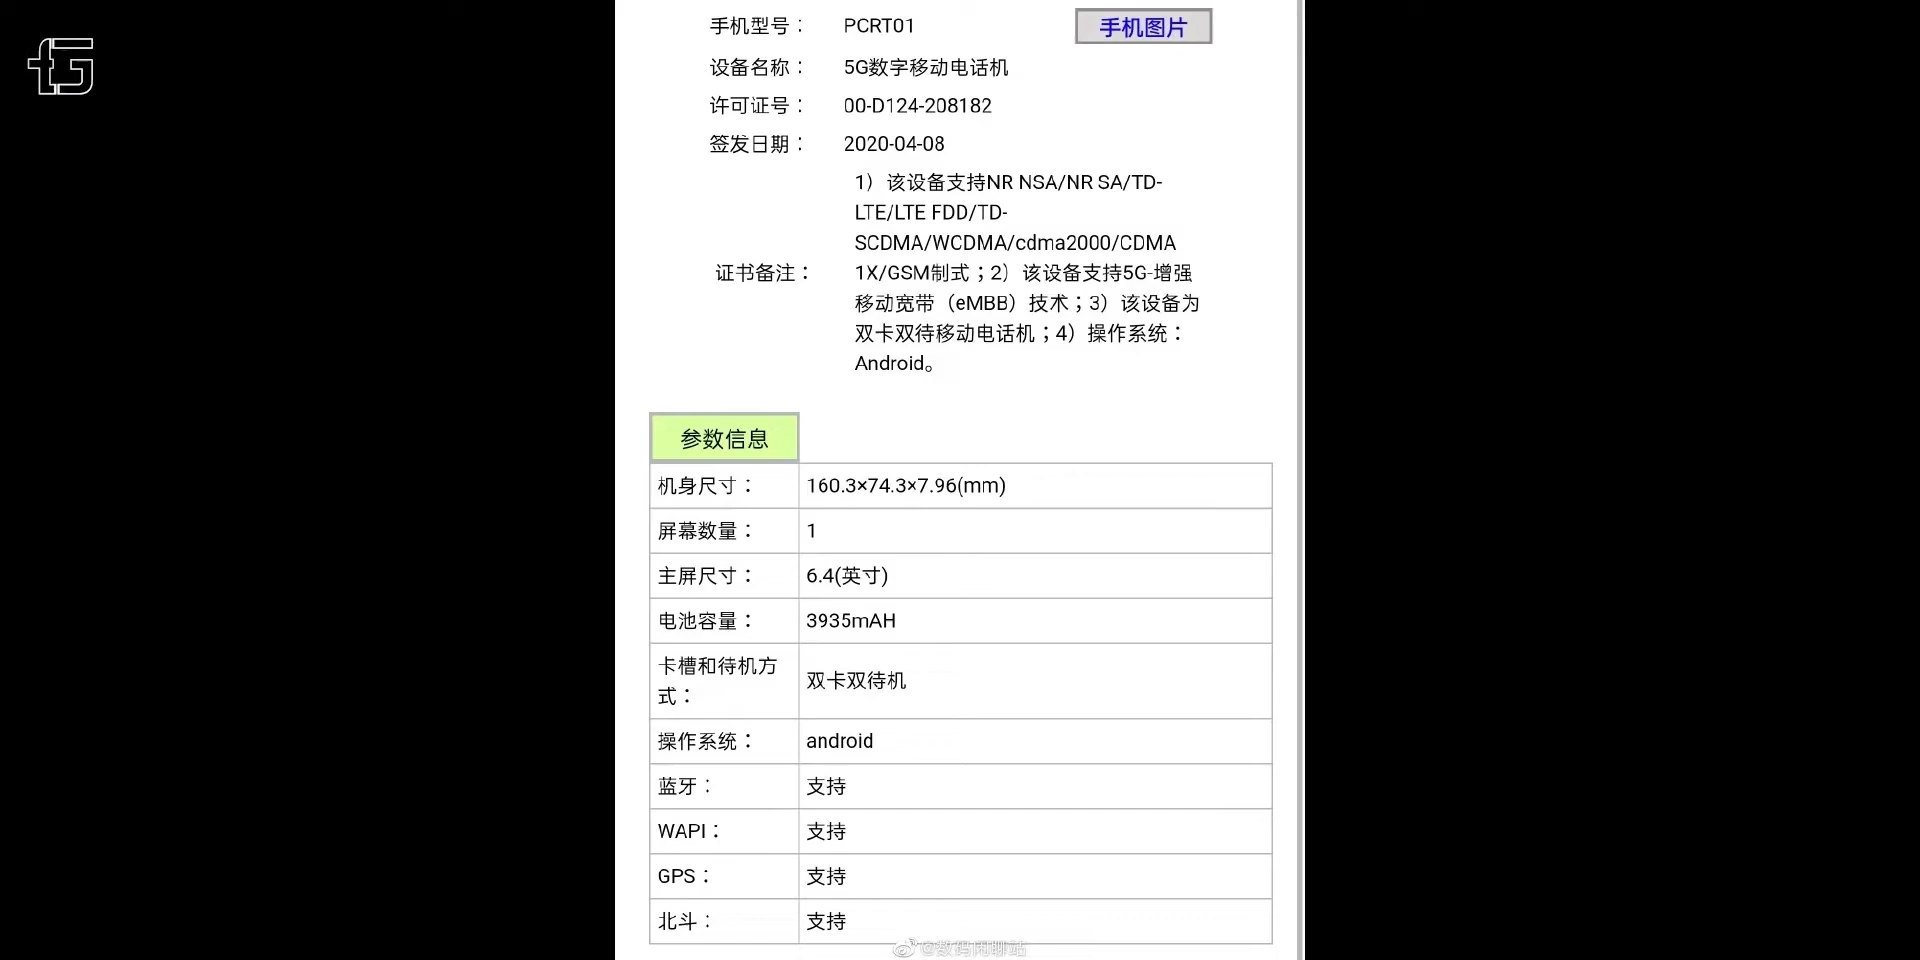 手机型号： PCRT01 手机图片
设备名称： 5G数字移动电话机
许可证号： 00-D124-208182
签发日期： 2020-04-08
1）该设备支持NR NSA/NR SA/TD-
LTE/LTE FDD/TD-
SCDMA/WCDMA/cdma2000/CDMA
证书备注： 1X/GSM制式；2）该设备支持5G-增强
移动宽带（eMBB）技术；3）该设备为
双卡双待移动电话机；4）操作系统：
Android。
参数信息
机身尺寸： 160.3×74.3×7.96(mm)
屏幕数量： 1
主屏尺寸： 6.4(英寸)
电池容量： 3935mAH
卡槽和待机方
式： 双卡双待机
操作系统： android
蓝牙： 支持
WAPI： 支持
GPS： 支持
北斗： 支持
@数码闲聊站